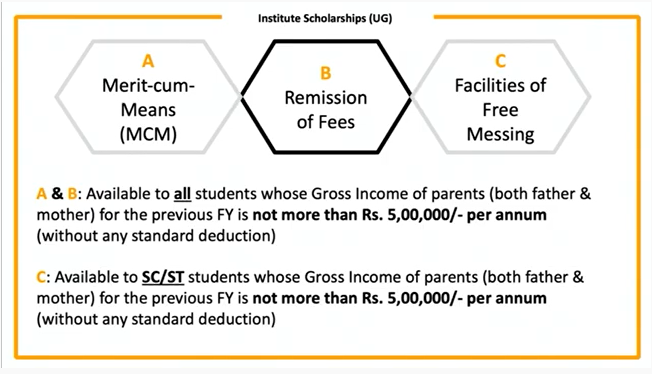 Institute Scholarships (UG)
A
Merit-cum-
Means
(MCM)
B
Remission
of Fees
C
Facilities of
Free
Messing
A & B: Available to all students whose Gross Income of parents (both father &
mother) for the previous FY is not more than Rs. 5,00,000/- per annum
(without any standard deduction)
C: Available to SC/ST students whose Gross Income of parents (both father &
mother) for the previous FY is not more than Rs. 5,00,000/- per annum
(without any standard deduction)